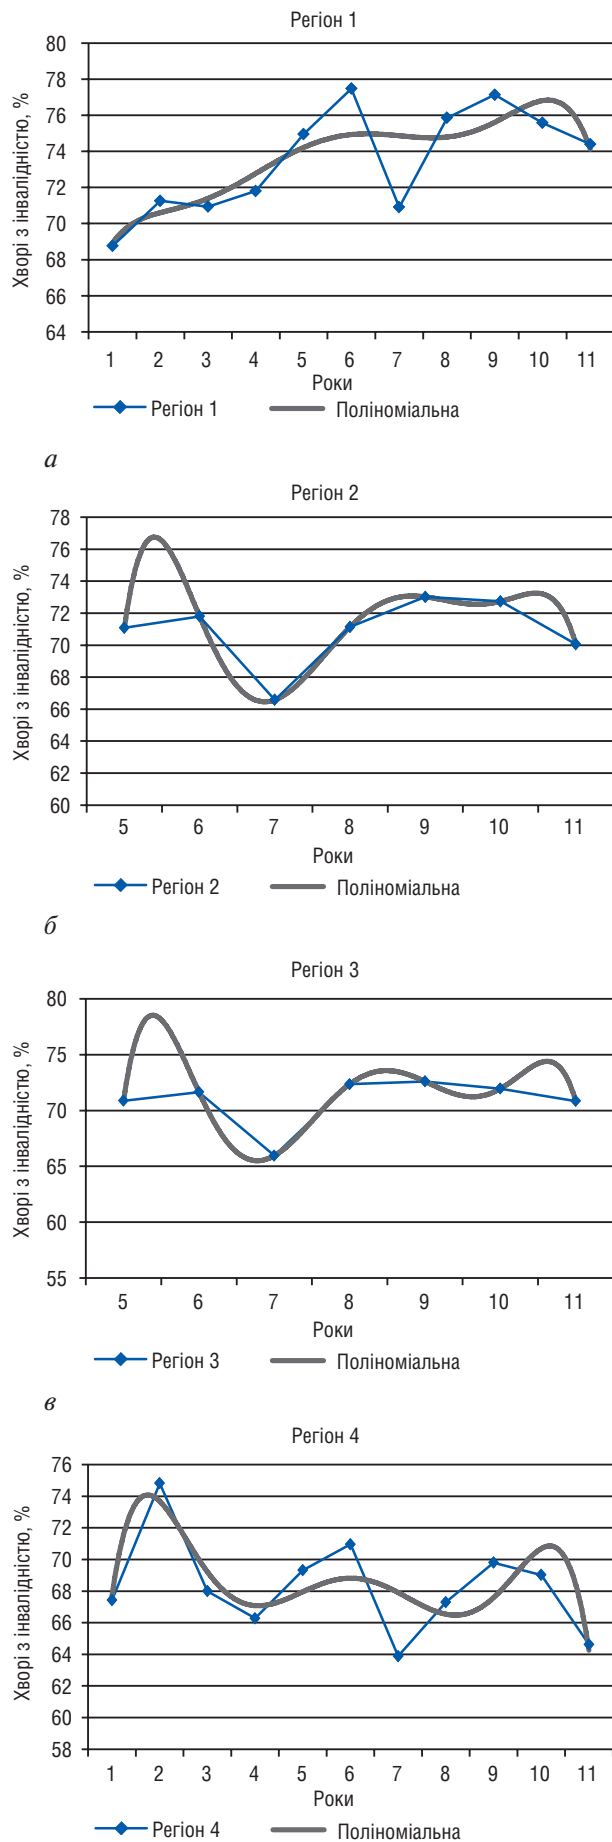 Регіон 1
Хворі з інвалідністю, %
80
78
76
74
72
70
68
66
64
1 2 3 4 5 6 7 8 9 10 11
Роки
Регіон 1 Поліноміальна
а
Регіон 2
Хворі з інвалідністю, %
78
76
74
72
70
68
66
64
62
60
5 6 7 8 9 10 11
Роки
Регіон 2 Поліноміальна
б
Регіон 3
Хворі з інвалідністю, %
80
75
70
65
60
55
5 6 7 8 9 10 11
Роки
Регіон 3 Поліноміальна
в
Регіон 4
Хворі з інвалідністю, %
76
74
72
70
68
66
64
62
60
58
1 2 3 4 5 6 7 8 9 10 11
Роки
Регіон 4 Поліноміальна